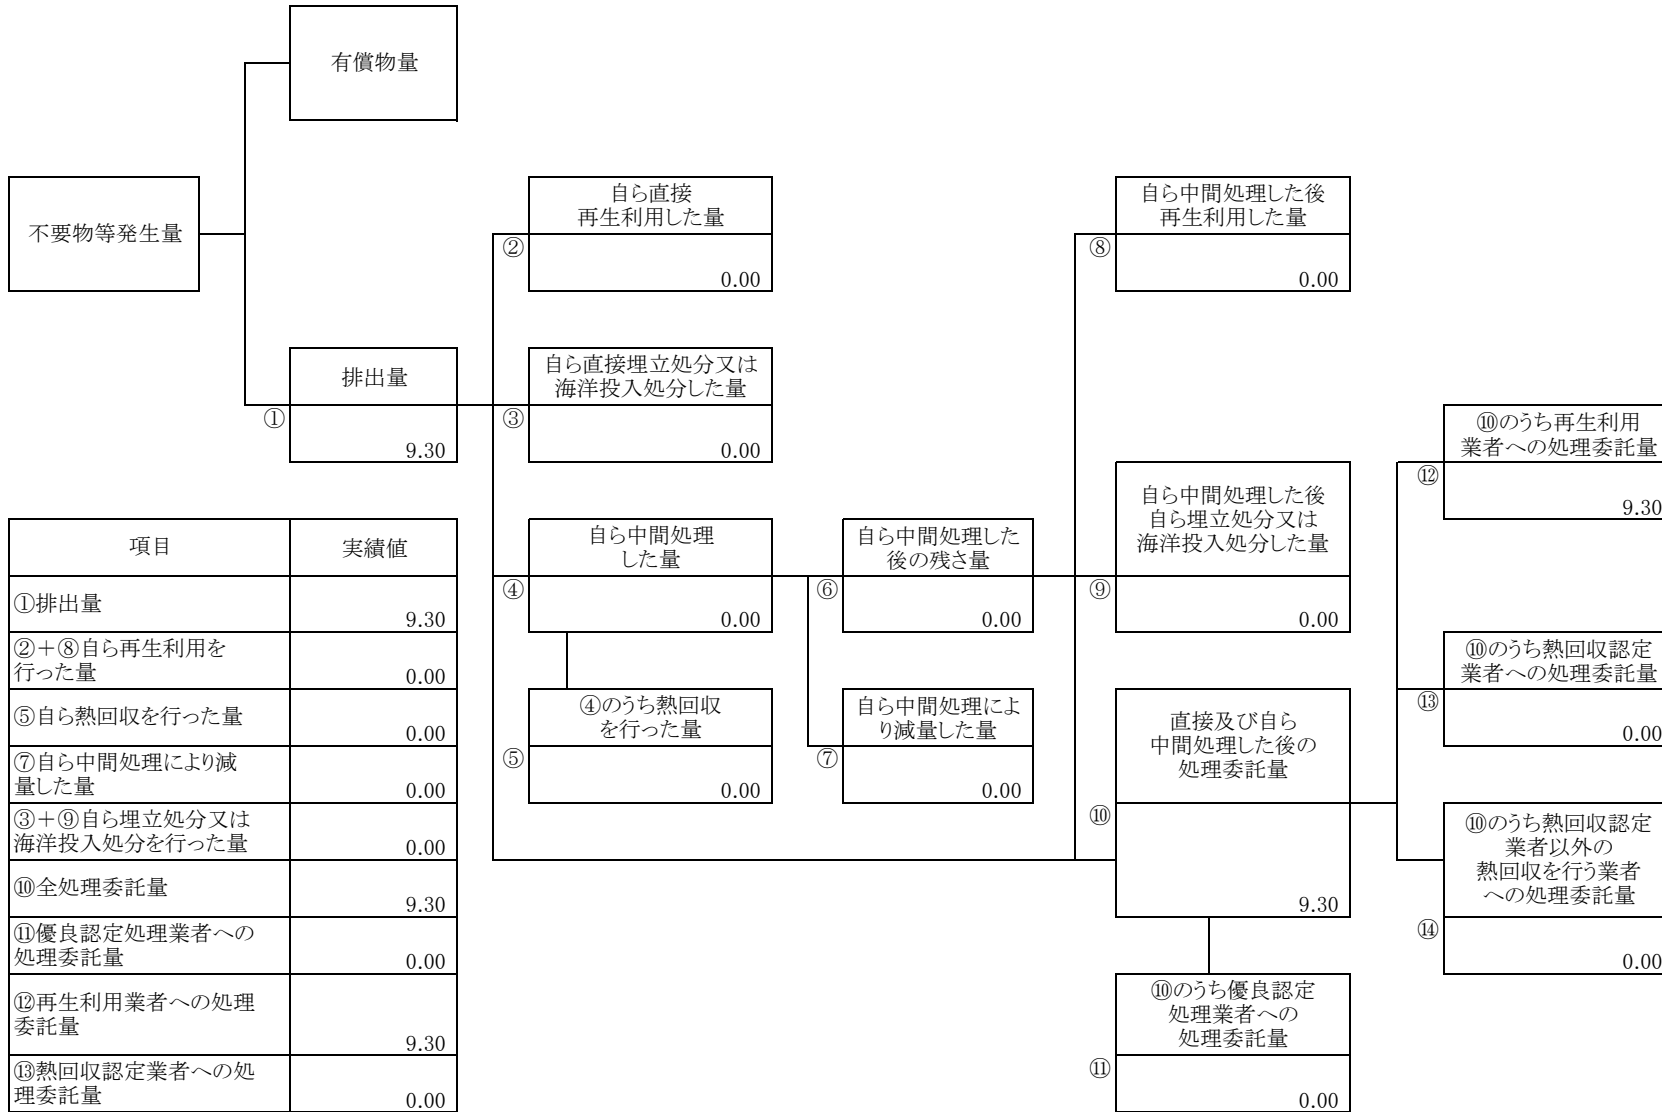 有償物量
不要物等発生量
自ら直接
再生利用した量
②
0.00
自ら中間処理した後
再生利用した量
⑧
0.00
排出量
①
9.30
自ら直接埋立処分又は
海洋投入処分した量
③
0.00
⑩のうち再生利用
業者への処理委託量
⑫
9.30
自ら中間処理
した量
④
0.00
自ら中間処理した
後の残さ量
⑥
0.00
自ら中間処理した後
自ら埋立処分又は
海洋投入処分した量
⑨
0.00
⑩のうち熱回収認定
業者への処理委託量
⑬
0.00
④のうち熱回収
を行った量
⑤
0.00
自ら中間処理によ
り減量した量
⑦
0.00
直接及び自ら
中間処理した後の
処理委託量
⑩
9.30
⑩のうち熱回収認定
業者以外の
熱回収を行う業者
への処理委託量
⑭
0.00
⑩のうち優良認定
処理業者への
処理委託量
⑪
0.00
項目 実績値
①排出量 9.30
②+⑧自ら再生利用を
行った量 0.00
⑤自ら熱回収を行った量 0.00
⑦自ら中間処理により減
量した量 0.00
③+⑨自ら埋立処分又は
海洋投入処分を行った量 0.00
⑩全処理委託量 9.30
⑪優良認定処理業者への
処理委託量 0.00
⑫再生利用業者への処理
委託量 9.30
⑬熱回収認定業者への処
理委託量 0.00